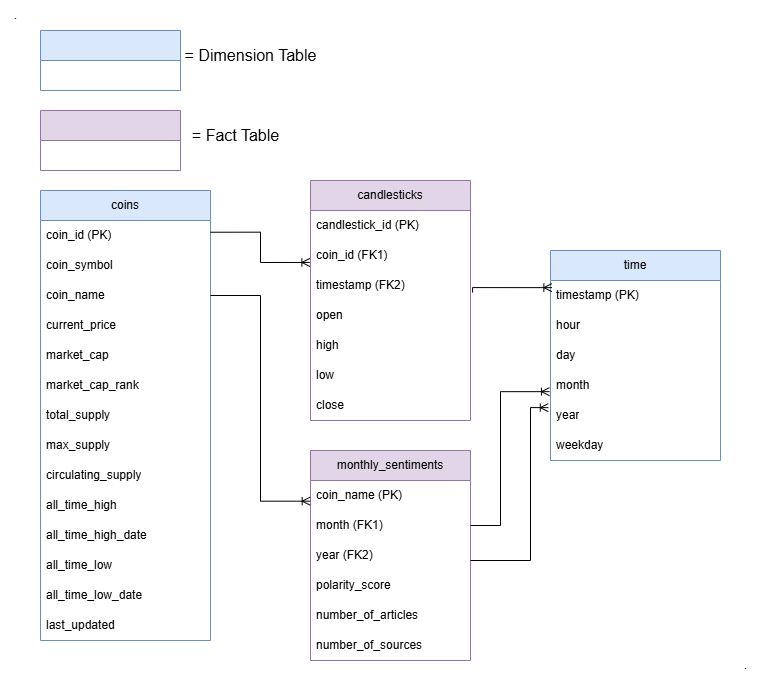 = Dimension Table
= Fact Table
coins
coin_id (PK)
coin_symbol
coin_name
current_price
market_cap
market_cap_rank
total_supply
max_supply
circulating_supply
all_time_high
all_time_high_date
all_time_low
all_time_low_date
last_updated
candlesticks
candlestick_id (PK)
coin_id (FK1)
timestamp (FK2)
open
high
low
close
monthly_sentiments
coin_name (PK)
month (FK1)
year (FK2)
polarity_score
number_of_articles
number_of_sources
time
timestamp (PK)
hour
day
month
year
weekday